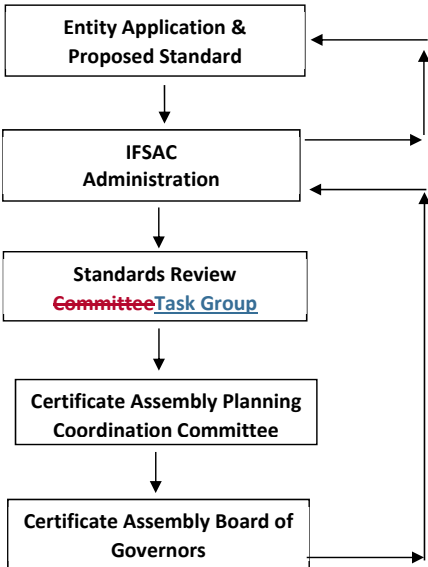 Entity Application &
Proposed Standard
IFSAC
Administration
Standards Review
CommitteeTask Group
Certificate Assembly Planning
Coordination Committee
Certificate Assembly Board of
Governors